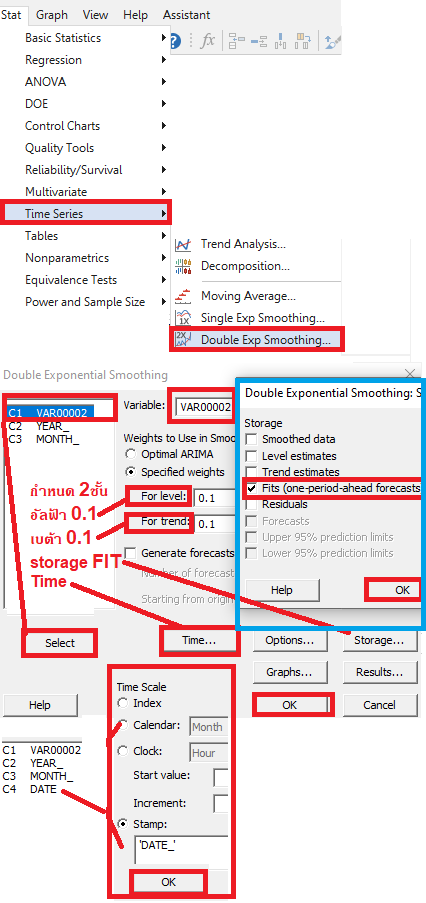 Stat Graph View Help Assistant
Basic Statistics
Regression
ANOVA
DOE
Control Charts
Quality Tools
Reliability/Survival
Multivariate
Time Series
Tables
Nonparametrics
Equivalence Tests
Power and Sample Size
? fx
Trend Analysis...
Decomposition...
Moving Average...
1X Single Exp Smoothing...
2X Double Exp Smoothing...
Double Exponential Smoothing
C1 VAR00002
C2 YEAR_
C3 MONTH_
Variable: VAR00002
Weights to Use in Smoo
Optimal ARIMA
Specified weights
For level: 0.1
For trend: 0.1
Generate forecasts
Number of forecast
Starting from origin
กำหนด 2ชั้น
อัลฟ้า 0.1
เบต้า 0.1
storage FIT
Time
Double Exponential Smoothing: S
Storage
Smoothed data
Level estimates
Trend estimates
Fits (one-period-ahead forecasts
Residuals
Forecasts
Upper 95% prediction limits
Lower 95% prediction limits
Help OK
Select Time... Options... Storage...
Graphs... Results...
Help OK Cancel
C1 VAR00002
C2 YEAR_
C3 MONTH_
C4 DATE
Time Scale
Index
Calendar: Month
Clock: Hour
Start value:
Increment:
Stamp:
'DATE_'
OK